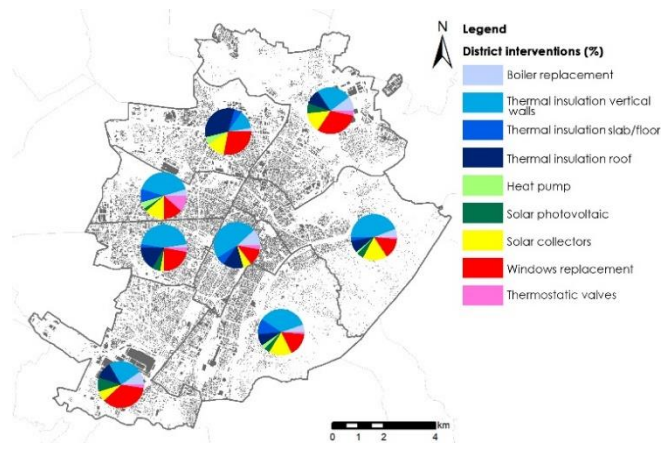 N
Legend
District interventions (%)
Boiler replacement
Thermal insulation vertical
walls
Thermal insulation slab/floor
Thermal insulation roof
Heat pump
Solar photovoltaic
Solar collectors
Windows replacement
Thermostatic valves
km
0 1 2 4